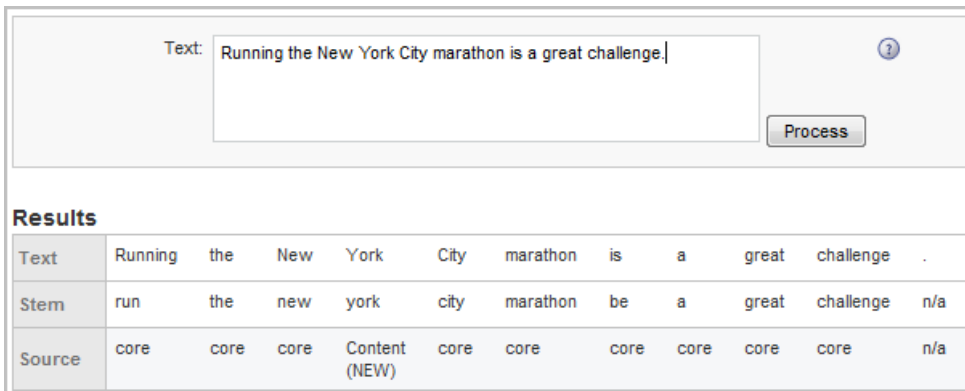 Text: Running the New York City marathon is a great challenge.
?
Process
Results
Text Running the New York City marathon is a great challenge .
Stem run the new york city marathon be a great challenge n/a
Source core core core Content core core core core core core n/a
(NEW)